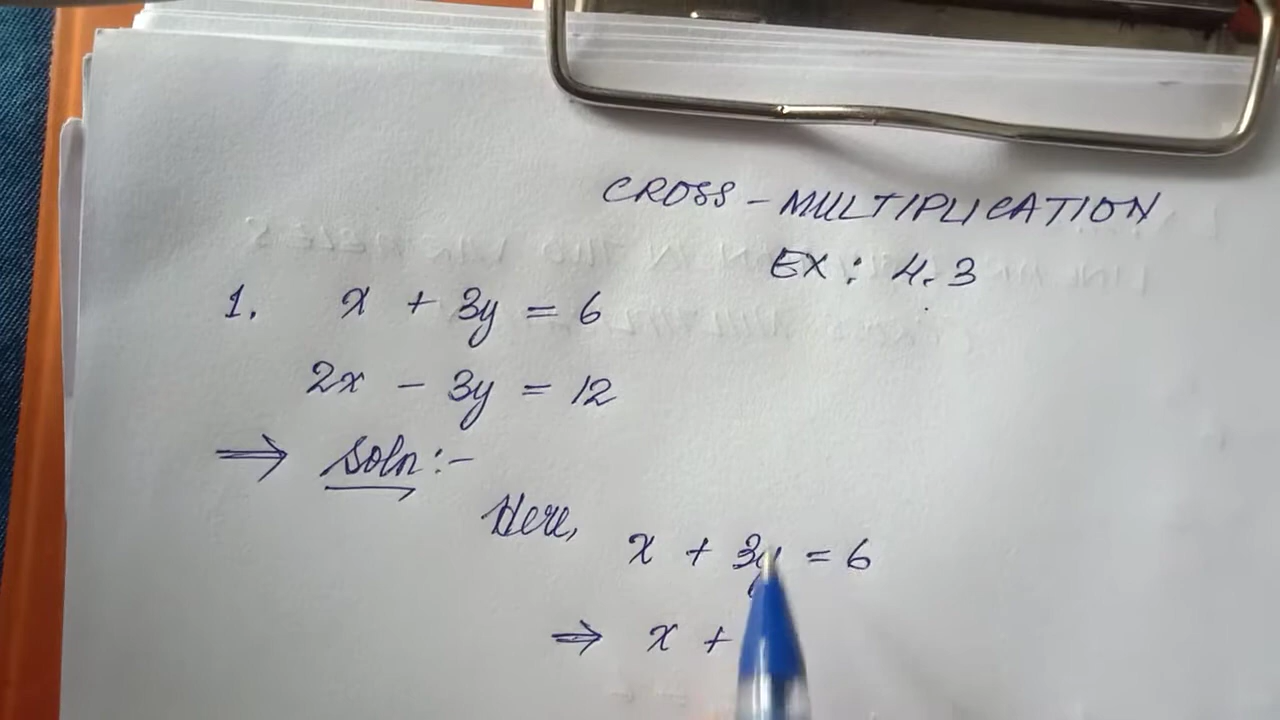 CROSS - MULTIPLICATION
EX: 4.3
1. x + 3y = 6
2x - 3y = 12
⇒ Soln:-
Here, x + 3y = 6
⇒ x +